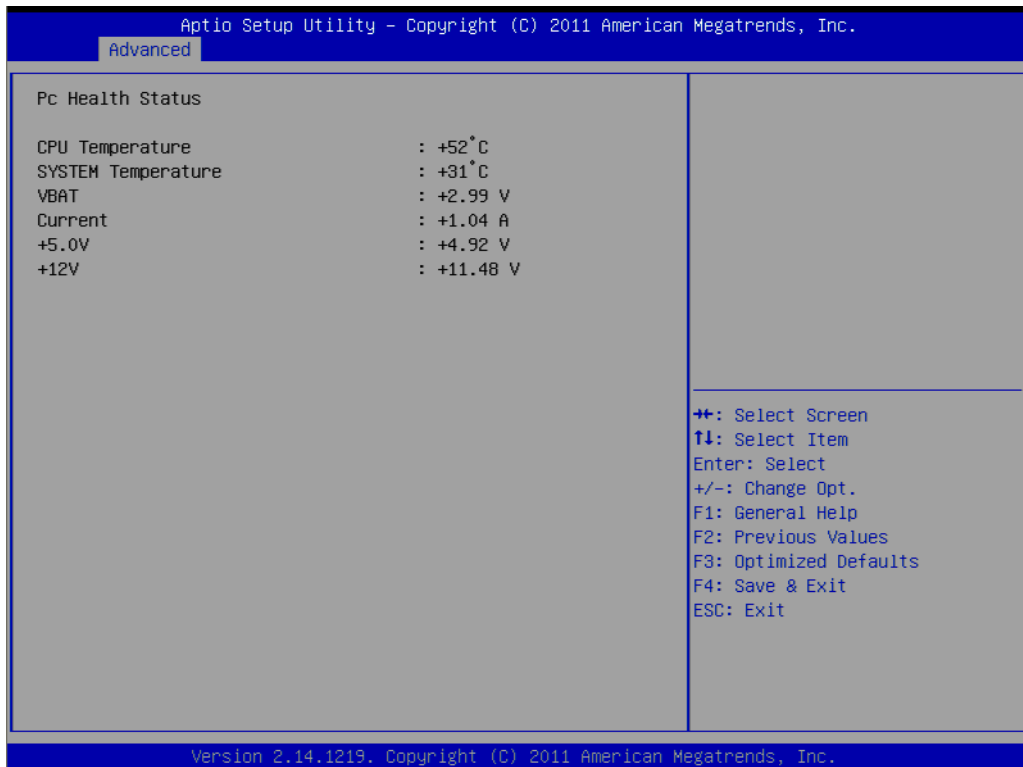 Aptio Setup Utility – Copyright (C) 2011 American Megatrends, Inc.
Advanced
Pc Health Status
CPU Temperature : +52°C
SYSTEM Temperature : +31°C
VBAT : +2.99 V
Current : +1.04 A
+5.0V : +4.92 V
+12V : +11.48 V
→←: Select Screen
↑↓: Select Item
Enter: Select
+/-: Change Opt.
F1: General Help
F2: Previous Values
F3: Optimized Defaults
F4: Save & Exit
ESC: Exit
Version 2.14.1219. Copyright (C) 2011 American Megatrends, Inc.